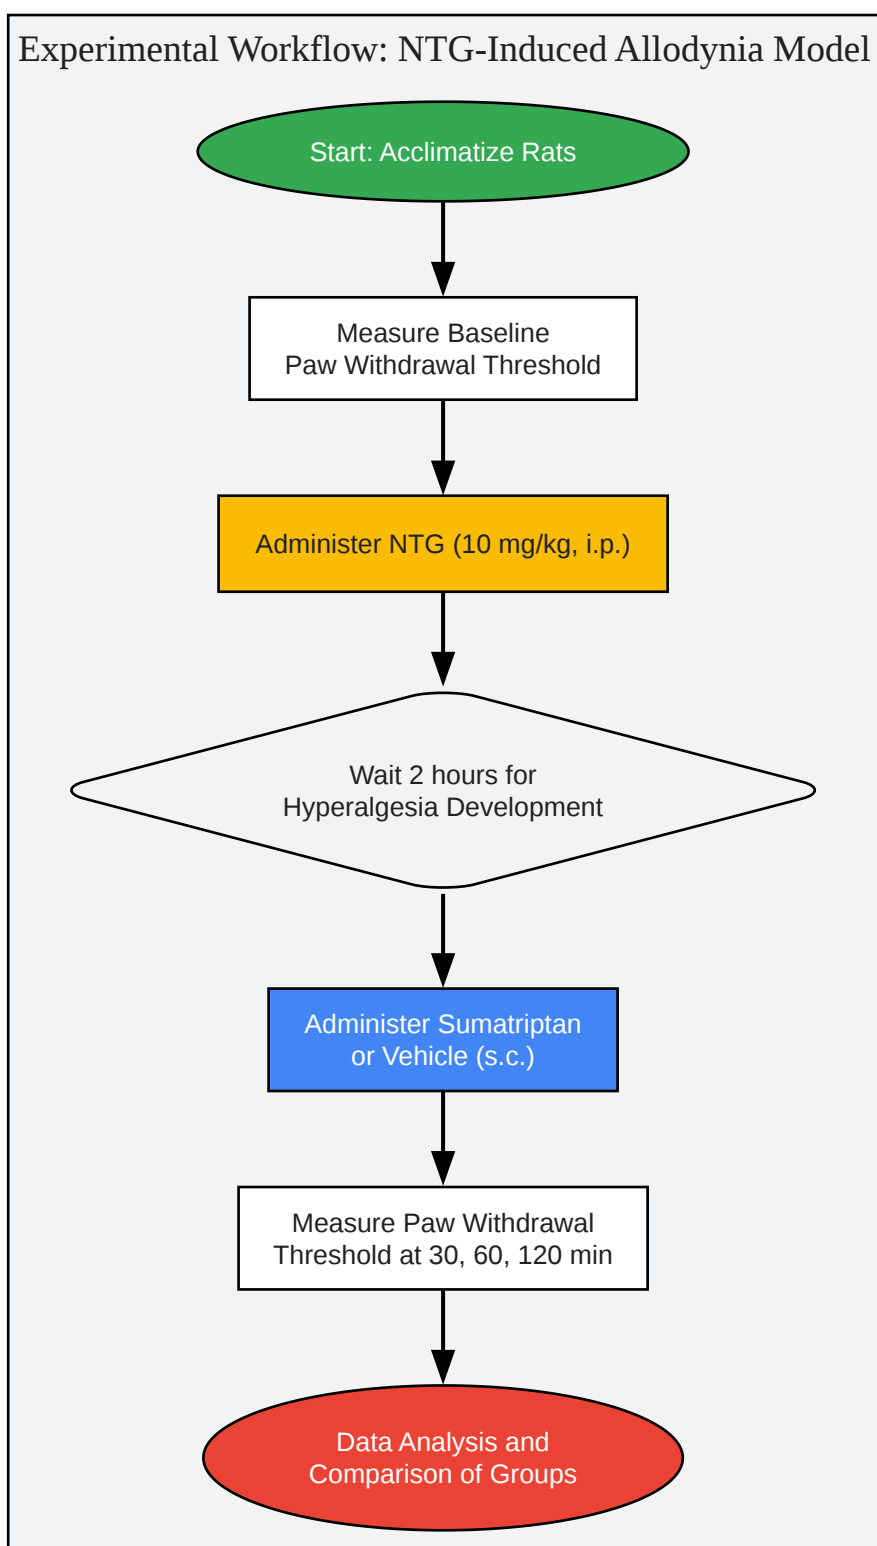 Experimental Workflow: NTG-Induced Allodynia Model
Start: Acclimatize Rats
Measure Baseline
Paw Withdrawal Threshold
Administer NTG (10 mg/kg, i.p.)
Wait 2 hours for
Hyperalgesia Development
Administer Sumatriptan
or Vehicle (s.c.)
Measure Paw Withdrawal
Threshold at 30, 60, 120 min
Data Analysis and
Comparison of Groups